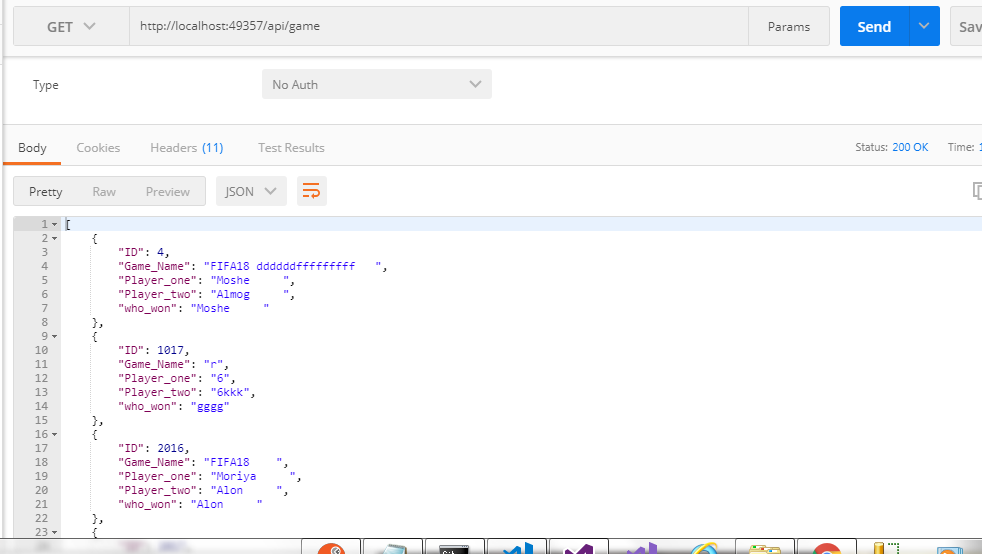 GET http://localhost:49357/api/game Params Send Sav
Type No Auth
Body Cookies Headers (11) Test Results Status: 200 OK Time: 1
Pretty Raw Preview JSON
1 [
2 {
3 "ID": 4,
4 "Game_Name": "FIFA18 ddddddfffffffff   ",
5 "Player_one": "Moshe     ",
6 "Player_two": "Almog     ",
7 "who_won": "Moshe     "
8 },
9 {
10 "ID": 1017,
11 "Game_Name": "r",
12 "Player_one": "6",
13 "Player_two": "6kkk",
14 "who_won": "gggg"
15 },
16 {
17 "ID": 2016,
18 "Game_Name": "FIFA18    ",
19 "Player_one": "Moriya     ",
20 "Player_two": "Alon     ",
21 "who_won": "Alon     "
22 },
23 {